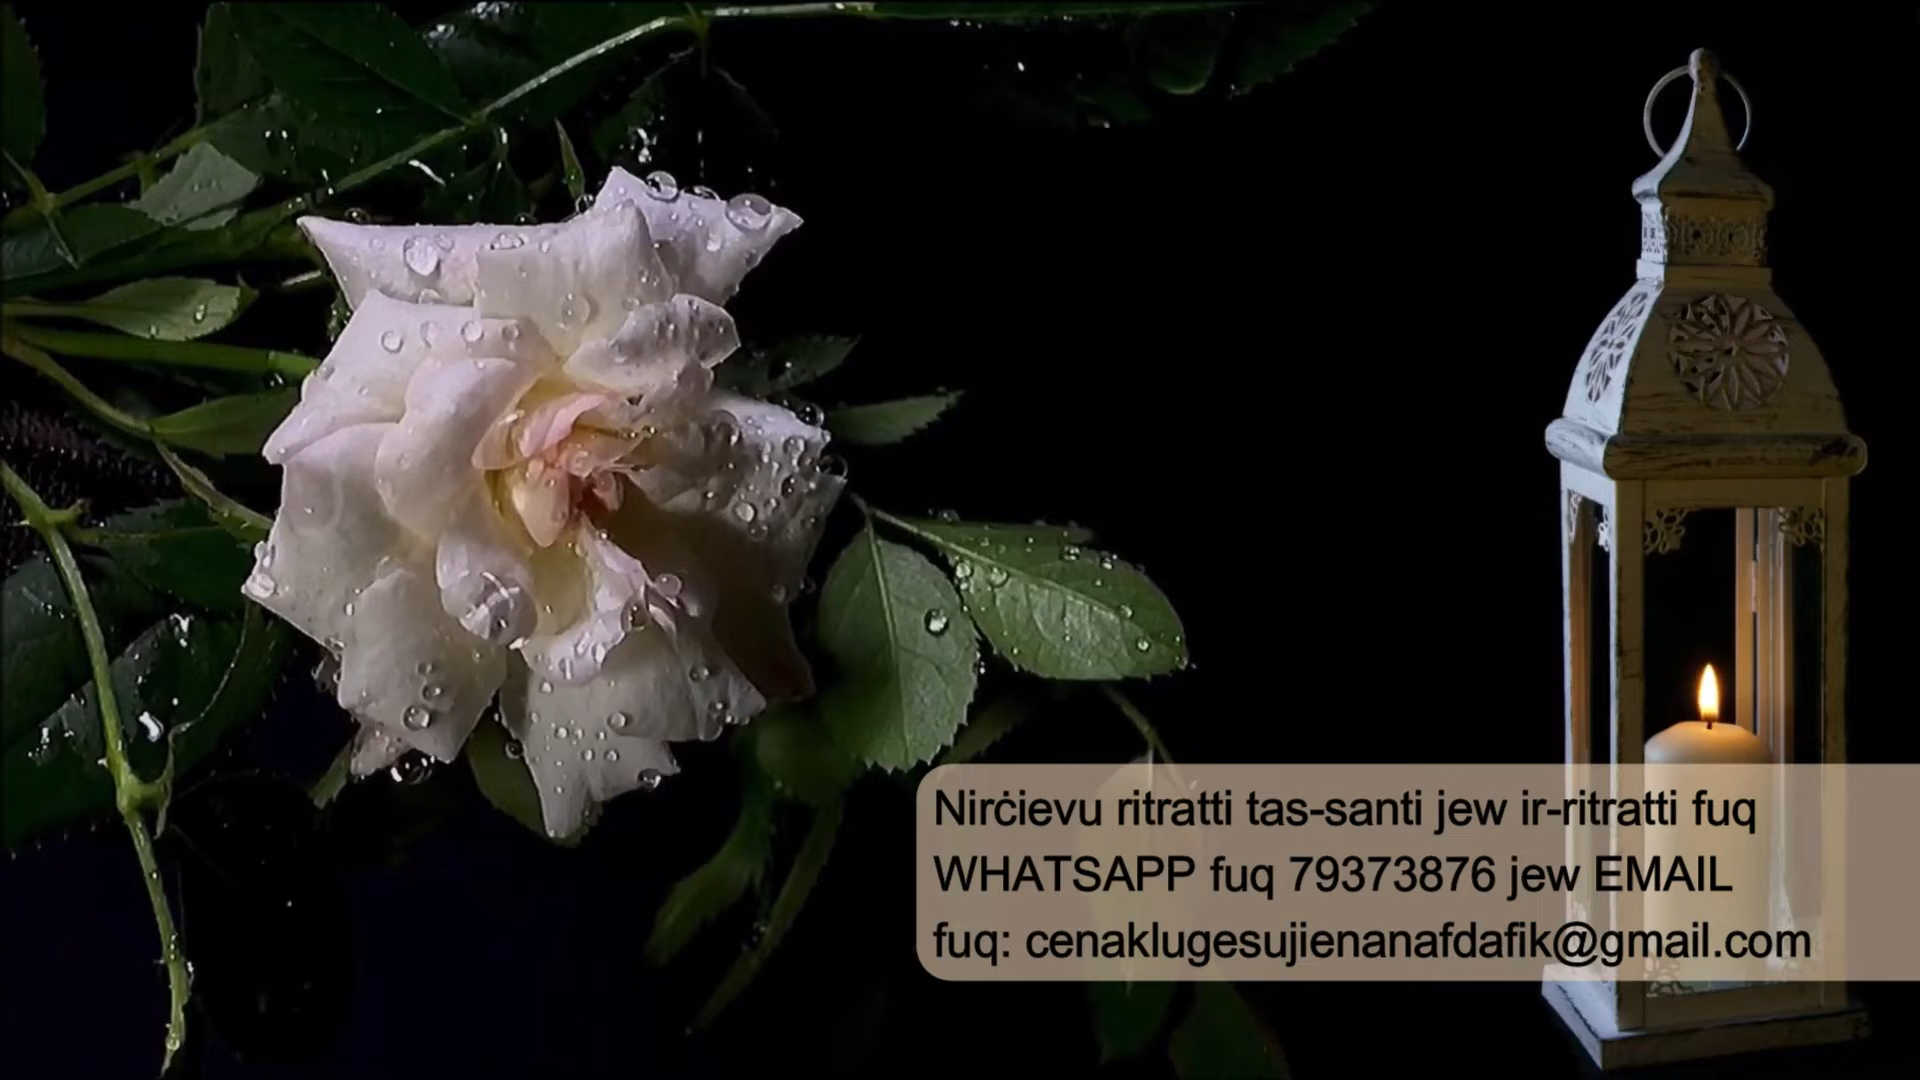 Nirċievu ritratti tas-santi jew ir-ritratti fuq
WHATSAPP fuq 79373876 jew EMAIL
fuq: cenaklugesujienanafdafik@gmail.com